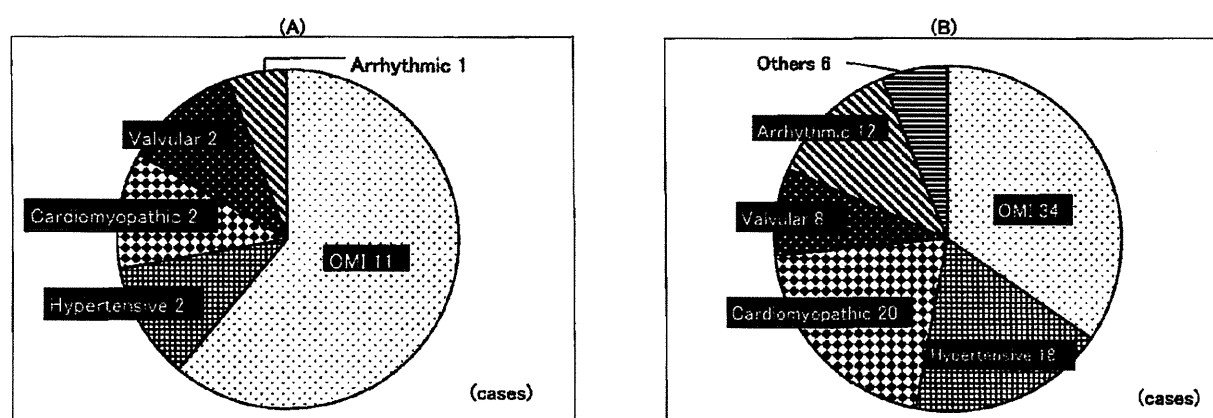 (A)
Arrhythmic 1
Valvular 2
Cardiomyopathic 2
OMI 11
Hypertensive 2
(cases)
(B)
Others 6
Arrhythmic 12
OMI 34
Valvular 8
Cardiomyopathic 20
Hypertensive 18
(cases)